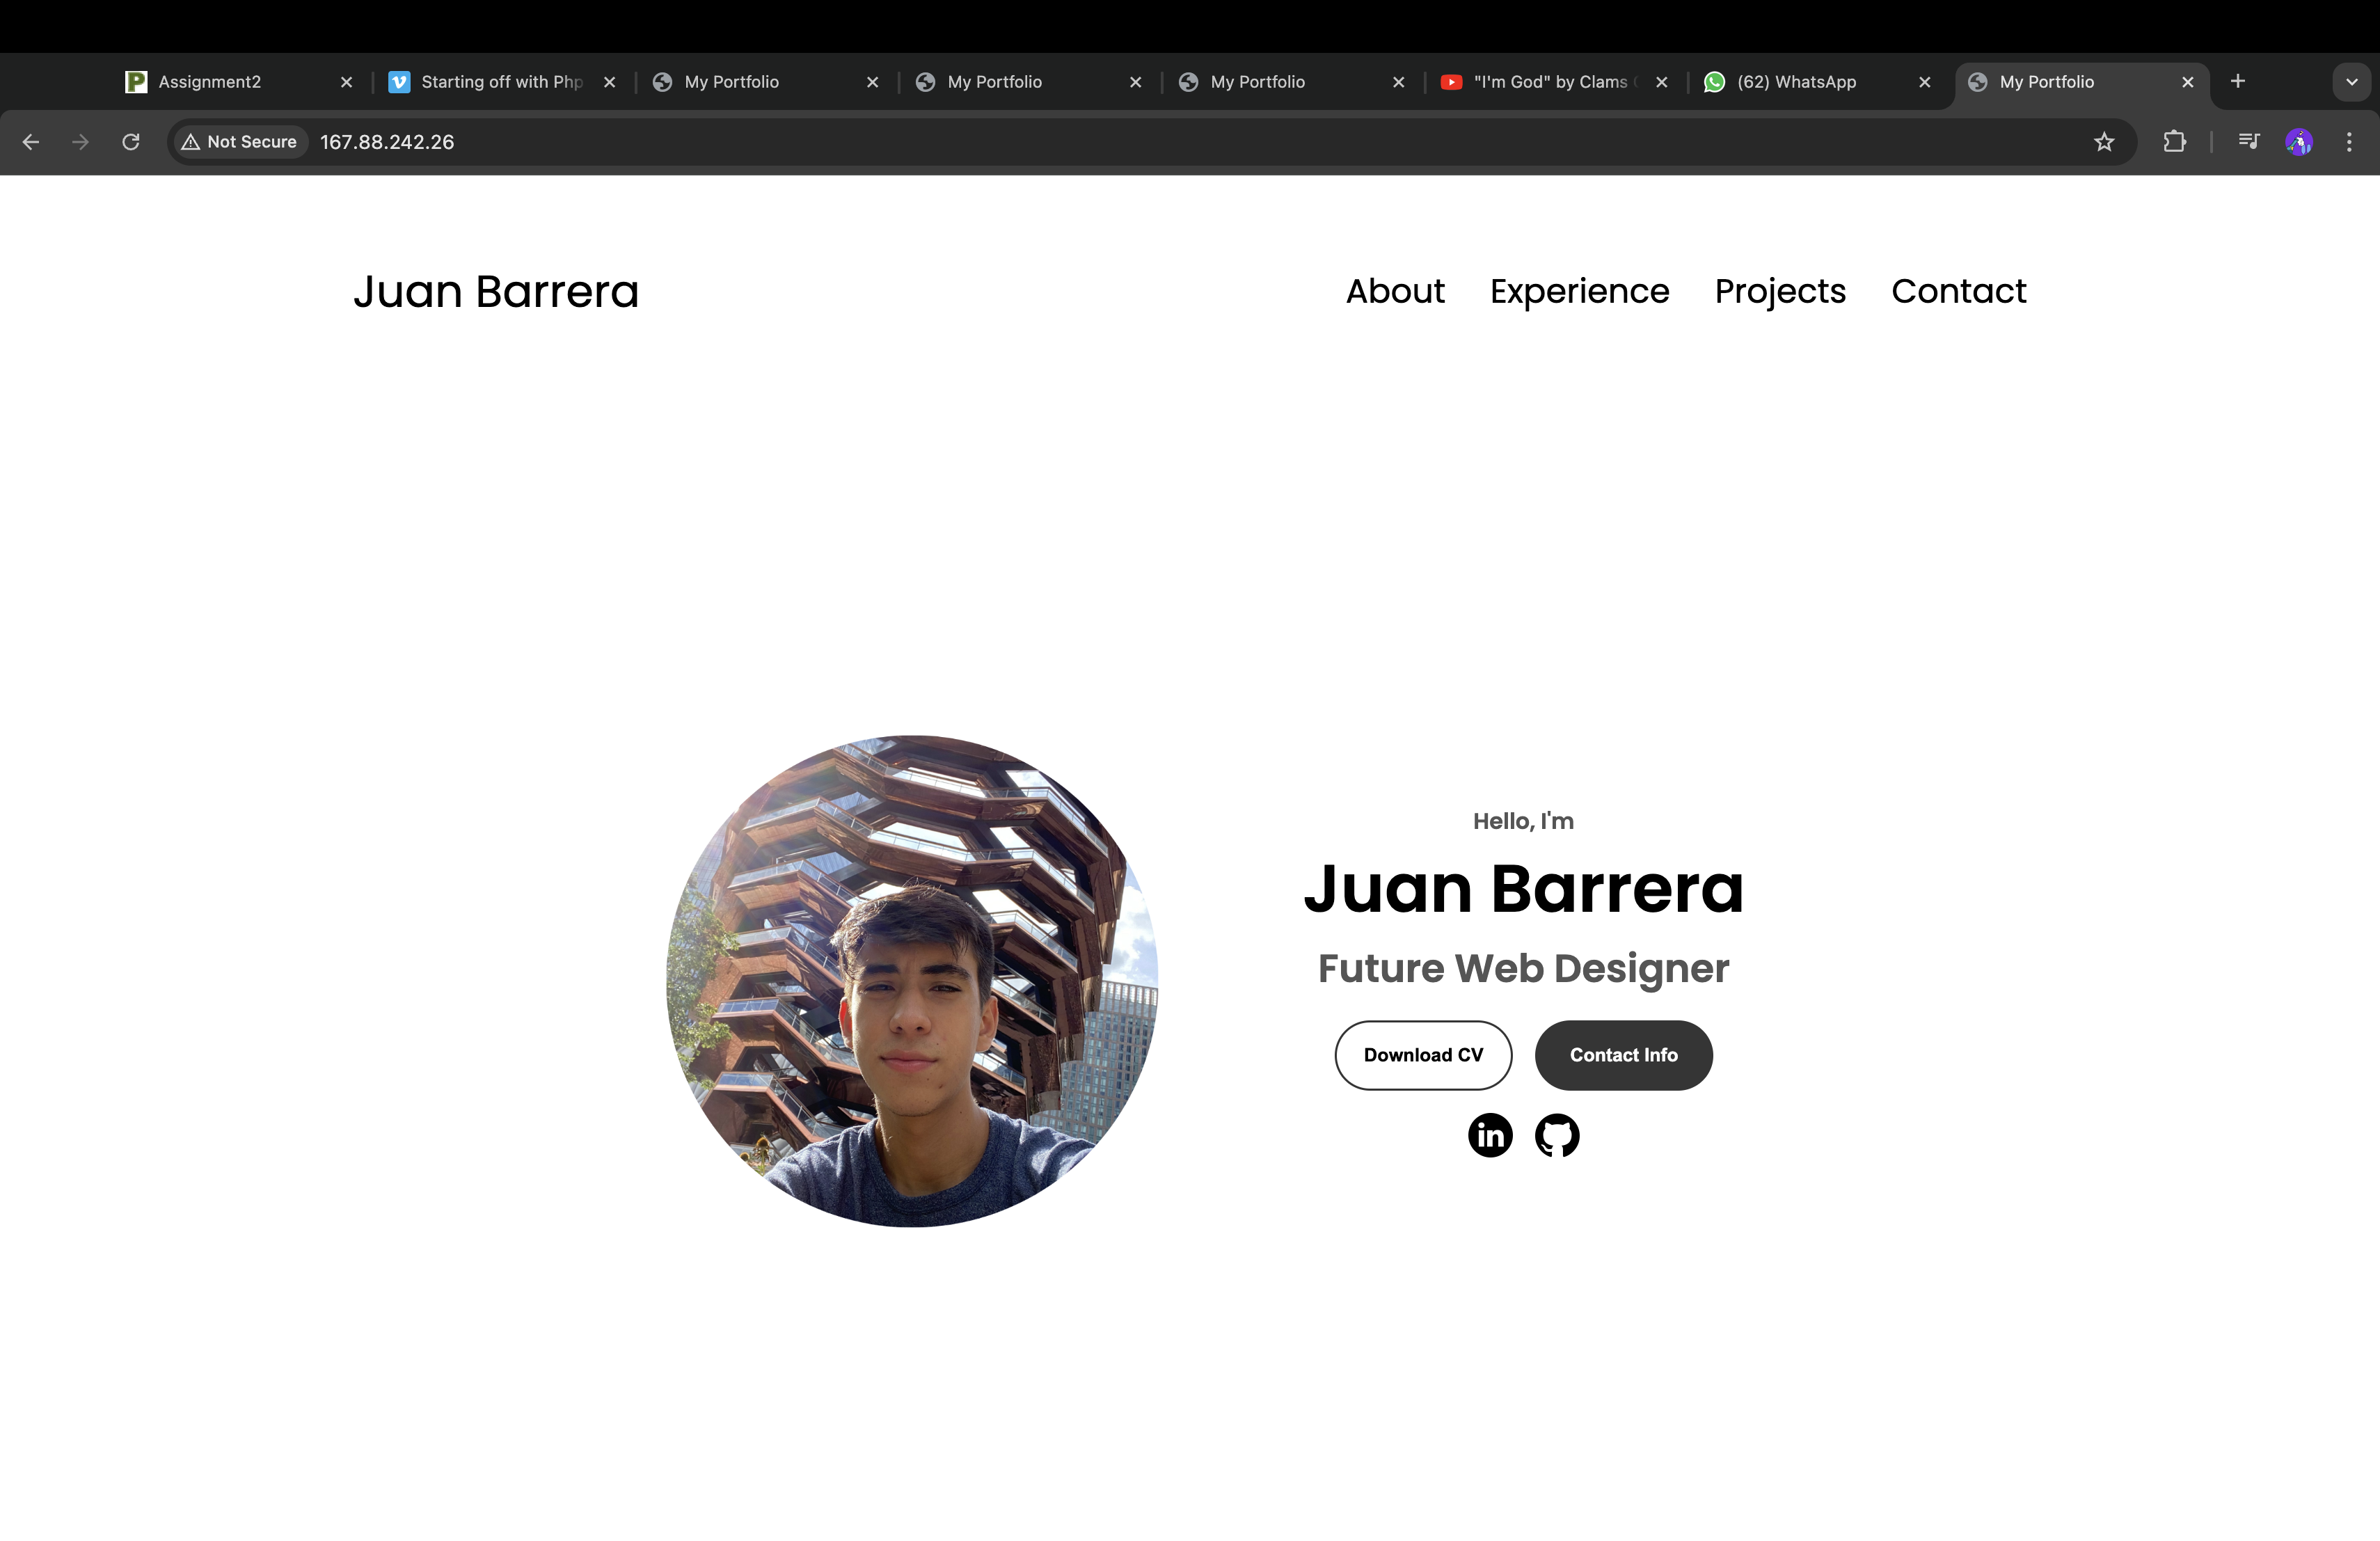 Assignment2
Starting off with Php
My Portfolio
My Portfolio
My Portfolio
"I'm God" by Clams
(62) WhatsApp
My Portfolio
Not Secure
167.88.242.26
Juan Barrera
About Experience Projects Contact
Hello, I'm
Juan Barrera
Future Web Designer
Download CV
Contact Info
in